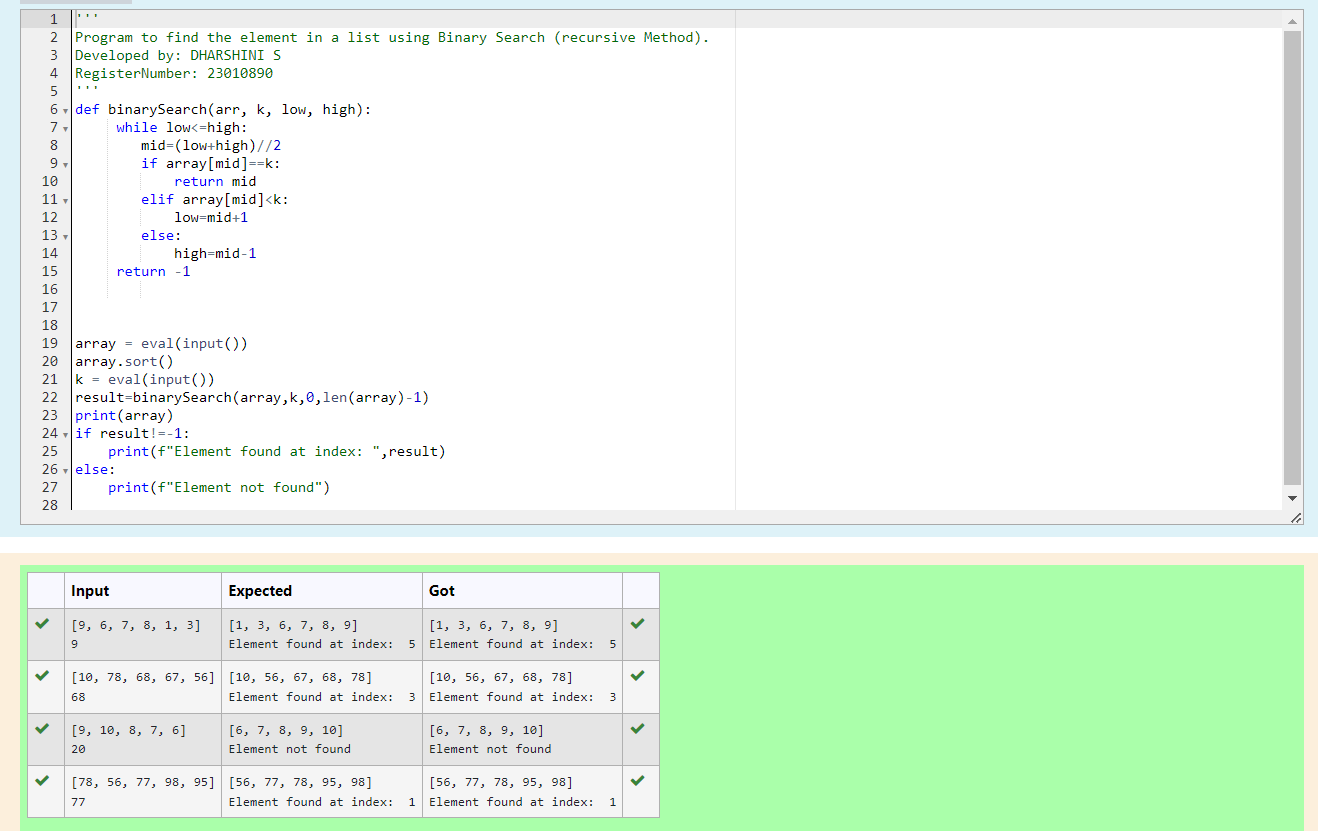 1 '''
2 Program to find the element in a list using Binary Search (recursive Method).
3 Developed by: DHARSHINI S
4 RegisterNumber: 23010890
5 '''
6 def binarySearch(arr, k, low, high):
7      while low<=high:
8         mid=(low+high)//2
9         if array[mid]==k:
10             return mid
11         elif array[mid]<k:
12             low=mid+1
13         else:
14             high=mid-1
15      return -1
16
17
18
19 array = eval(input())
20 array.sort()
21 k = eval(input())
22 result=binarySearch(array,k,0,len(array)-1)
23 print(array)
24 if result!=-1:
25     print(f"Element found at index: ",result)
26 else:
27     print(f"Element not found")
28
Input Expected Got
[9, 6, 7, 8, 1, 3] [1, 3, 6, 7, 8, 9] [1, 3, 6, 7, 8, 9]
9 Element found at index:  5 Element found at index:  5
[10, 78, 68, 67, 56] [10, 56, 67, 68, 78] [10, 56, 67, 68, 78]
68 Element found at index:  3 Element found at index:  3
[9, 10, 8, 7, 6] [6, 7, 8, 9, 10] [6, 7, 8, 9, 10]
20 Element not found Element not found
[78, 56, 77, 98, 95] [56, 77, 78, 95, 98] [56, 77, 78, 95, 98]
77 Element found at index:  1 Element found at index:  1